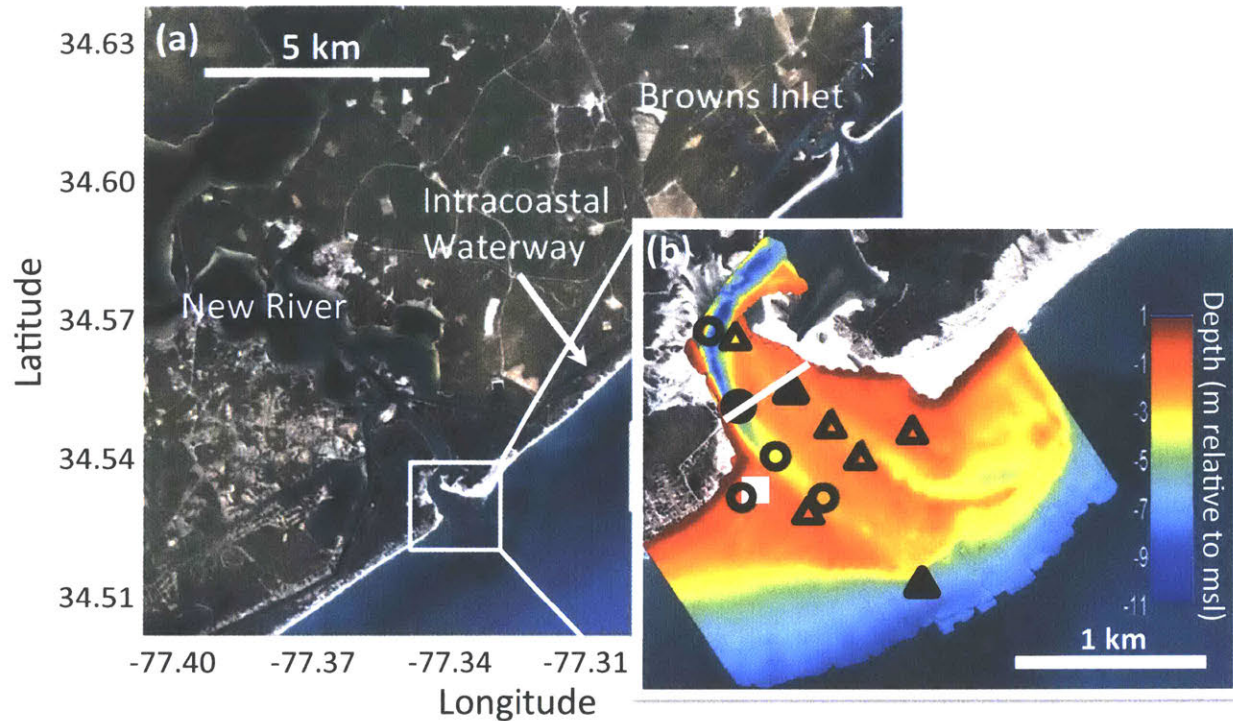 (a)
5 km
Browns Inlet
Intracoastal
Waterway
New River
Latitude
34.63
34.60
34.57
34.54
34.51
-77.40
-77.37
-77.34
-77.31
Longitude
(b)
Depth (m relative to msl)
1
-1
-3
-5
-9
-11
1 km